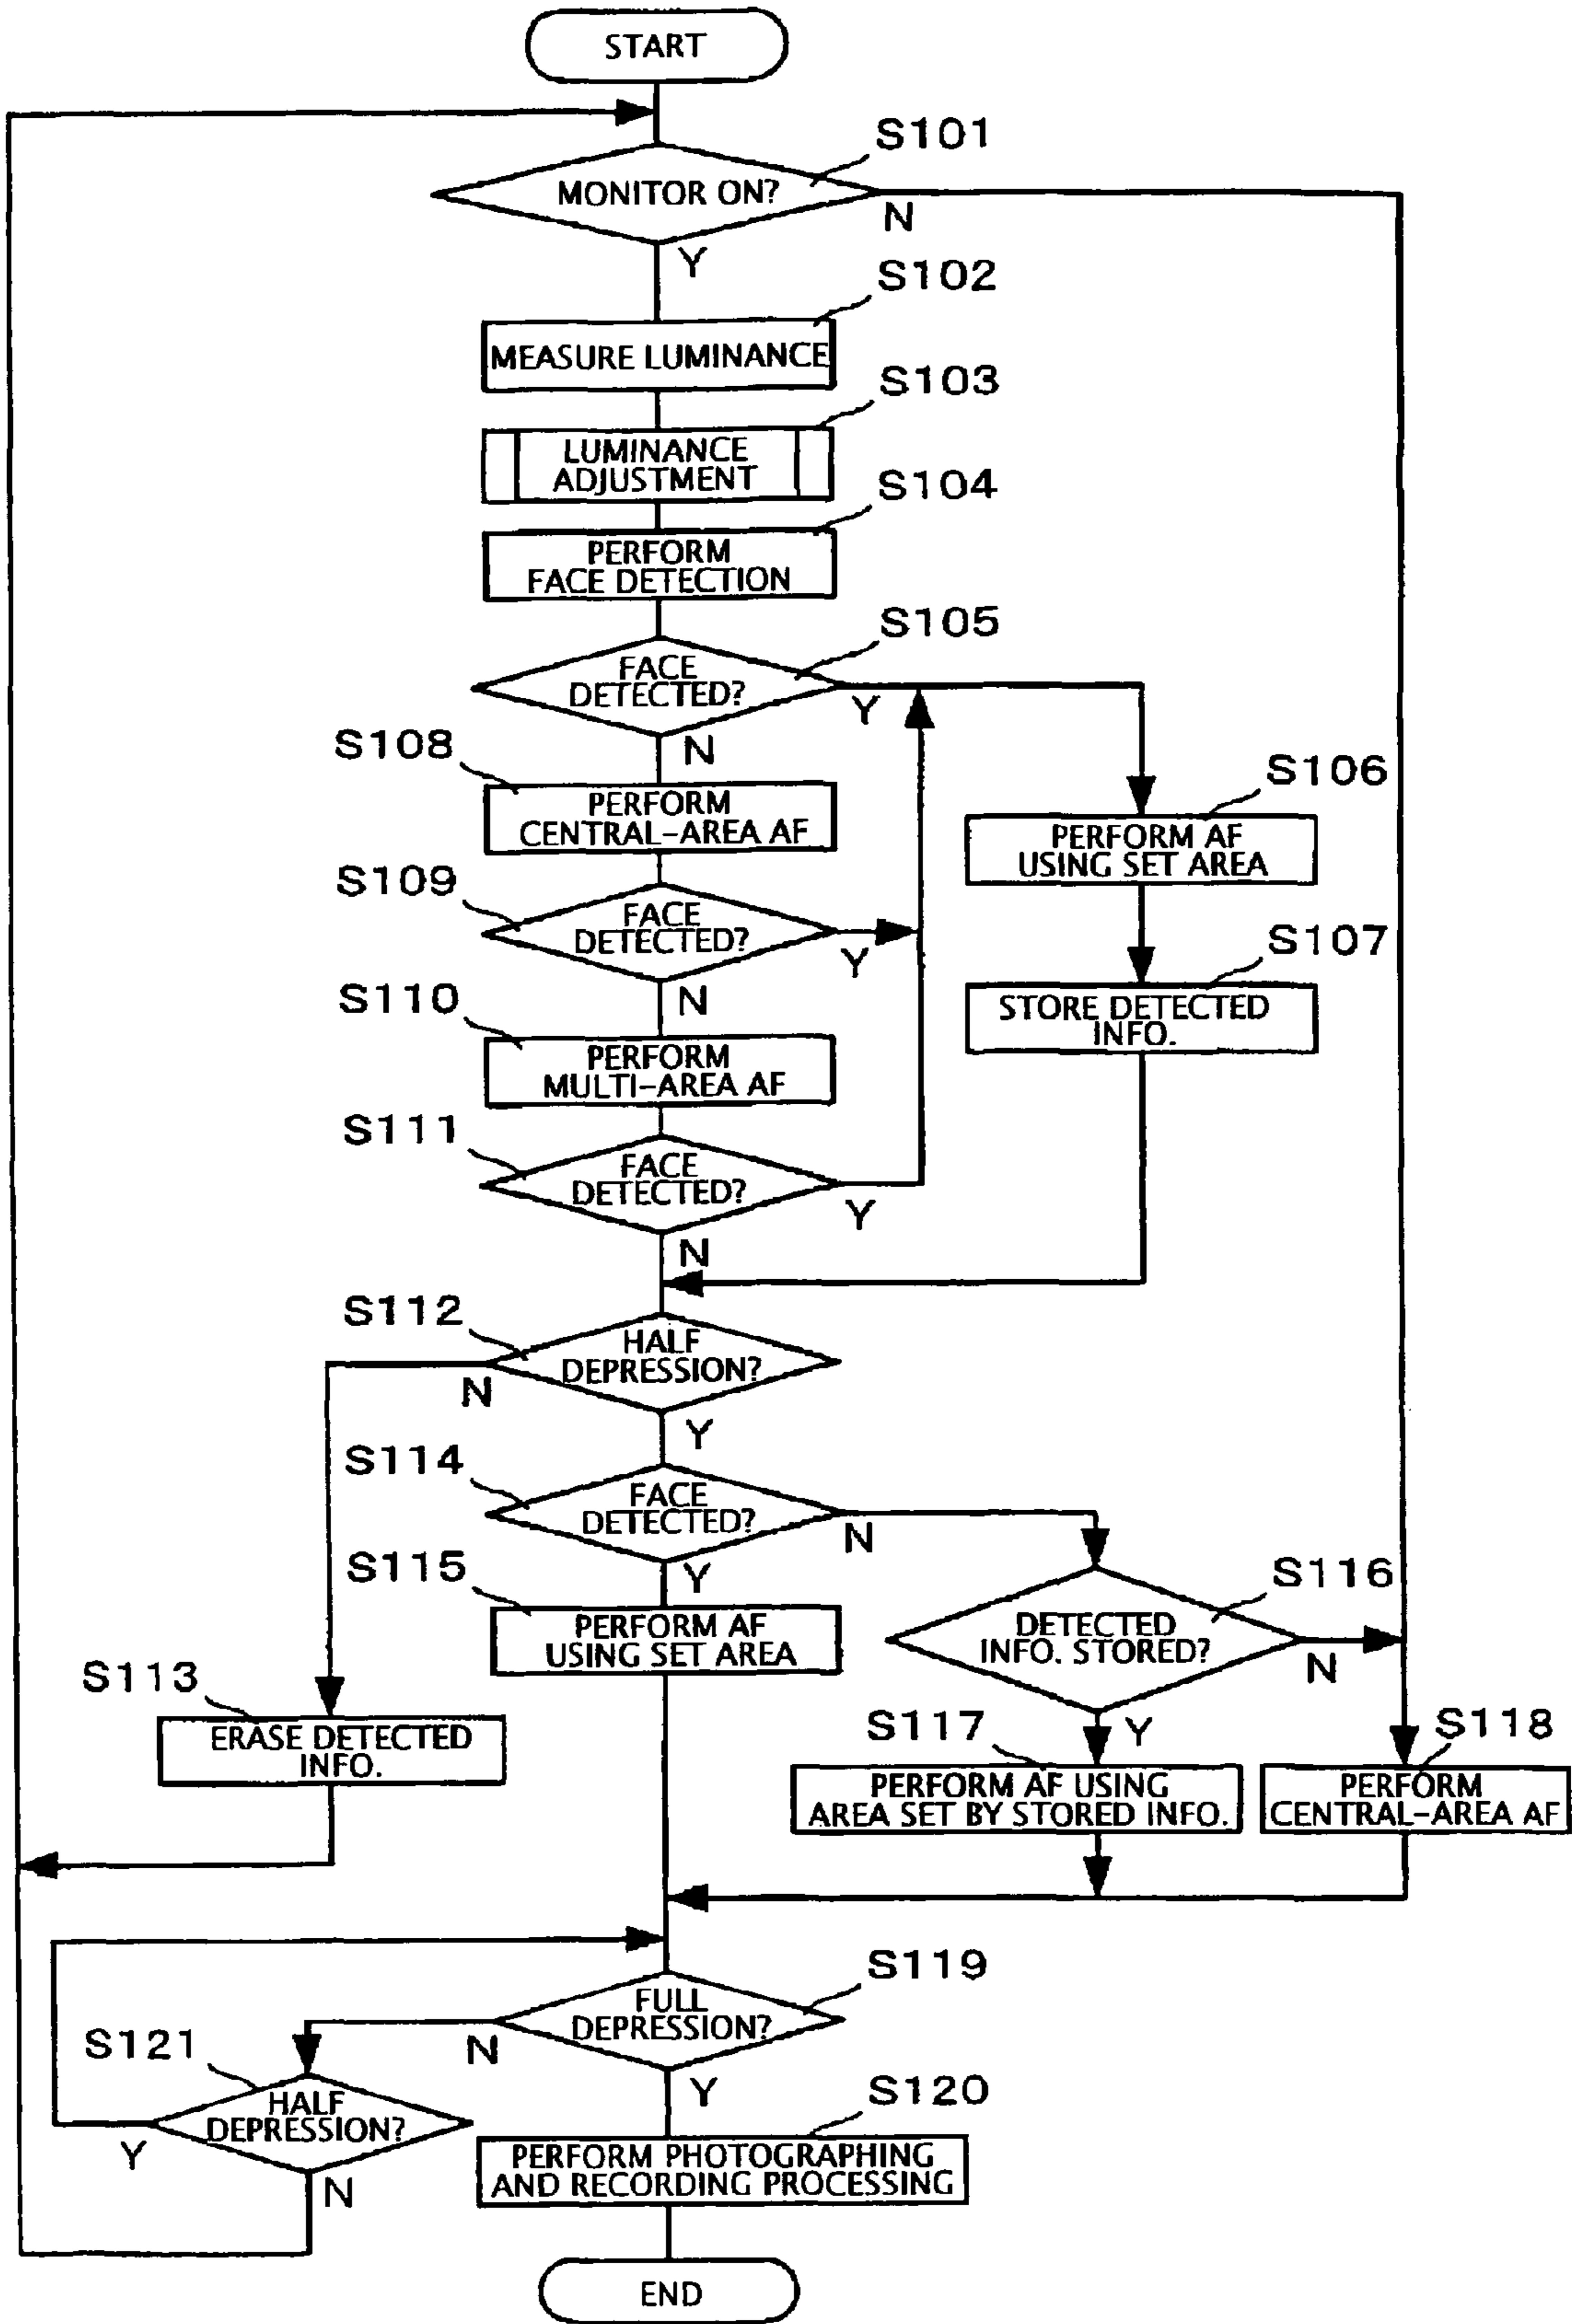 START
S101
MONITOR ON?
N
Y
S102
MEASURE LUMINANCE
S103
LUMINANCE
ADJUSTMENT
S104
PERFORM
FACE DETECTION
S105
FACE
DETECTED?
Y
N
S108
PERFORM
CENTRAL-AREA AF
S106
PERFORM AF
USING SET AREA
S109
FACE
DETECTED?
Y
N
S107
STORE DETECTED
INFO.
S110
PERFORM
MULTI-AREA AF
S111
FACE
DETECTED?
Y
N
S112
HALF
DEPRESSION?
N
Y
S114
FACE
DETECTED?
N
Y
S115
PERFORM AF
USING SET AREA
S116
DETECTED
INFO. STORED?
N
Y
S113
ERASE DETECTED
INFO.
S117
PERFORM AF USING
AREA SET BY STORED INFO.
S118
PERFORM
CENTRAL-AREA AF
S119
FULL
DEPRESSION?
N
Y
S121
HALF
DEPRESSION?
Y
N
S120
PERFORM PHOTOGRAPHING
AND RECORDING PROCESSING
END